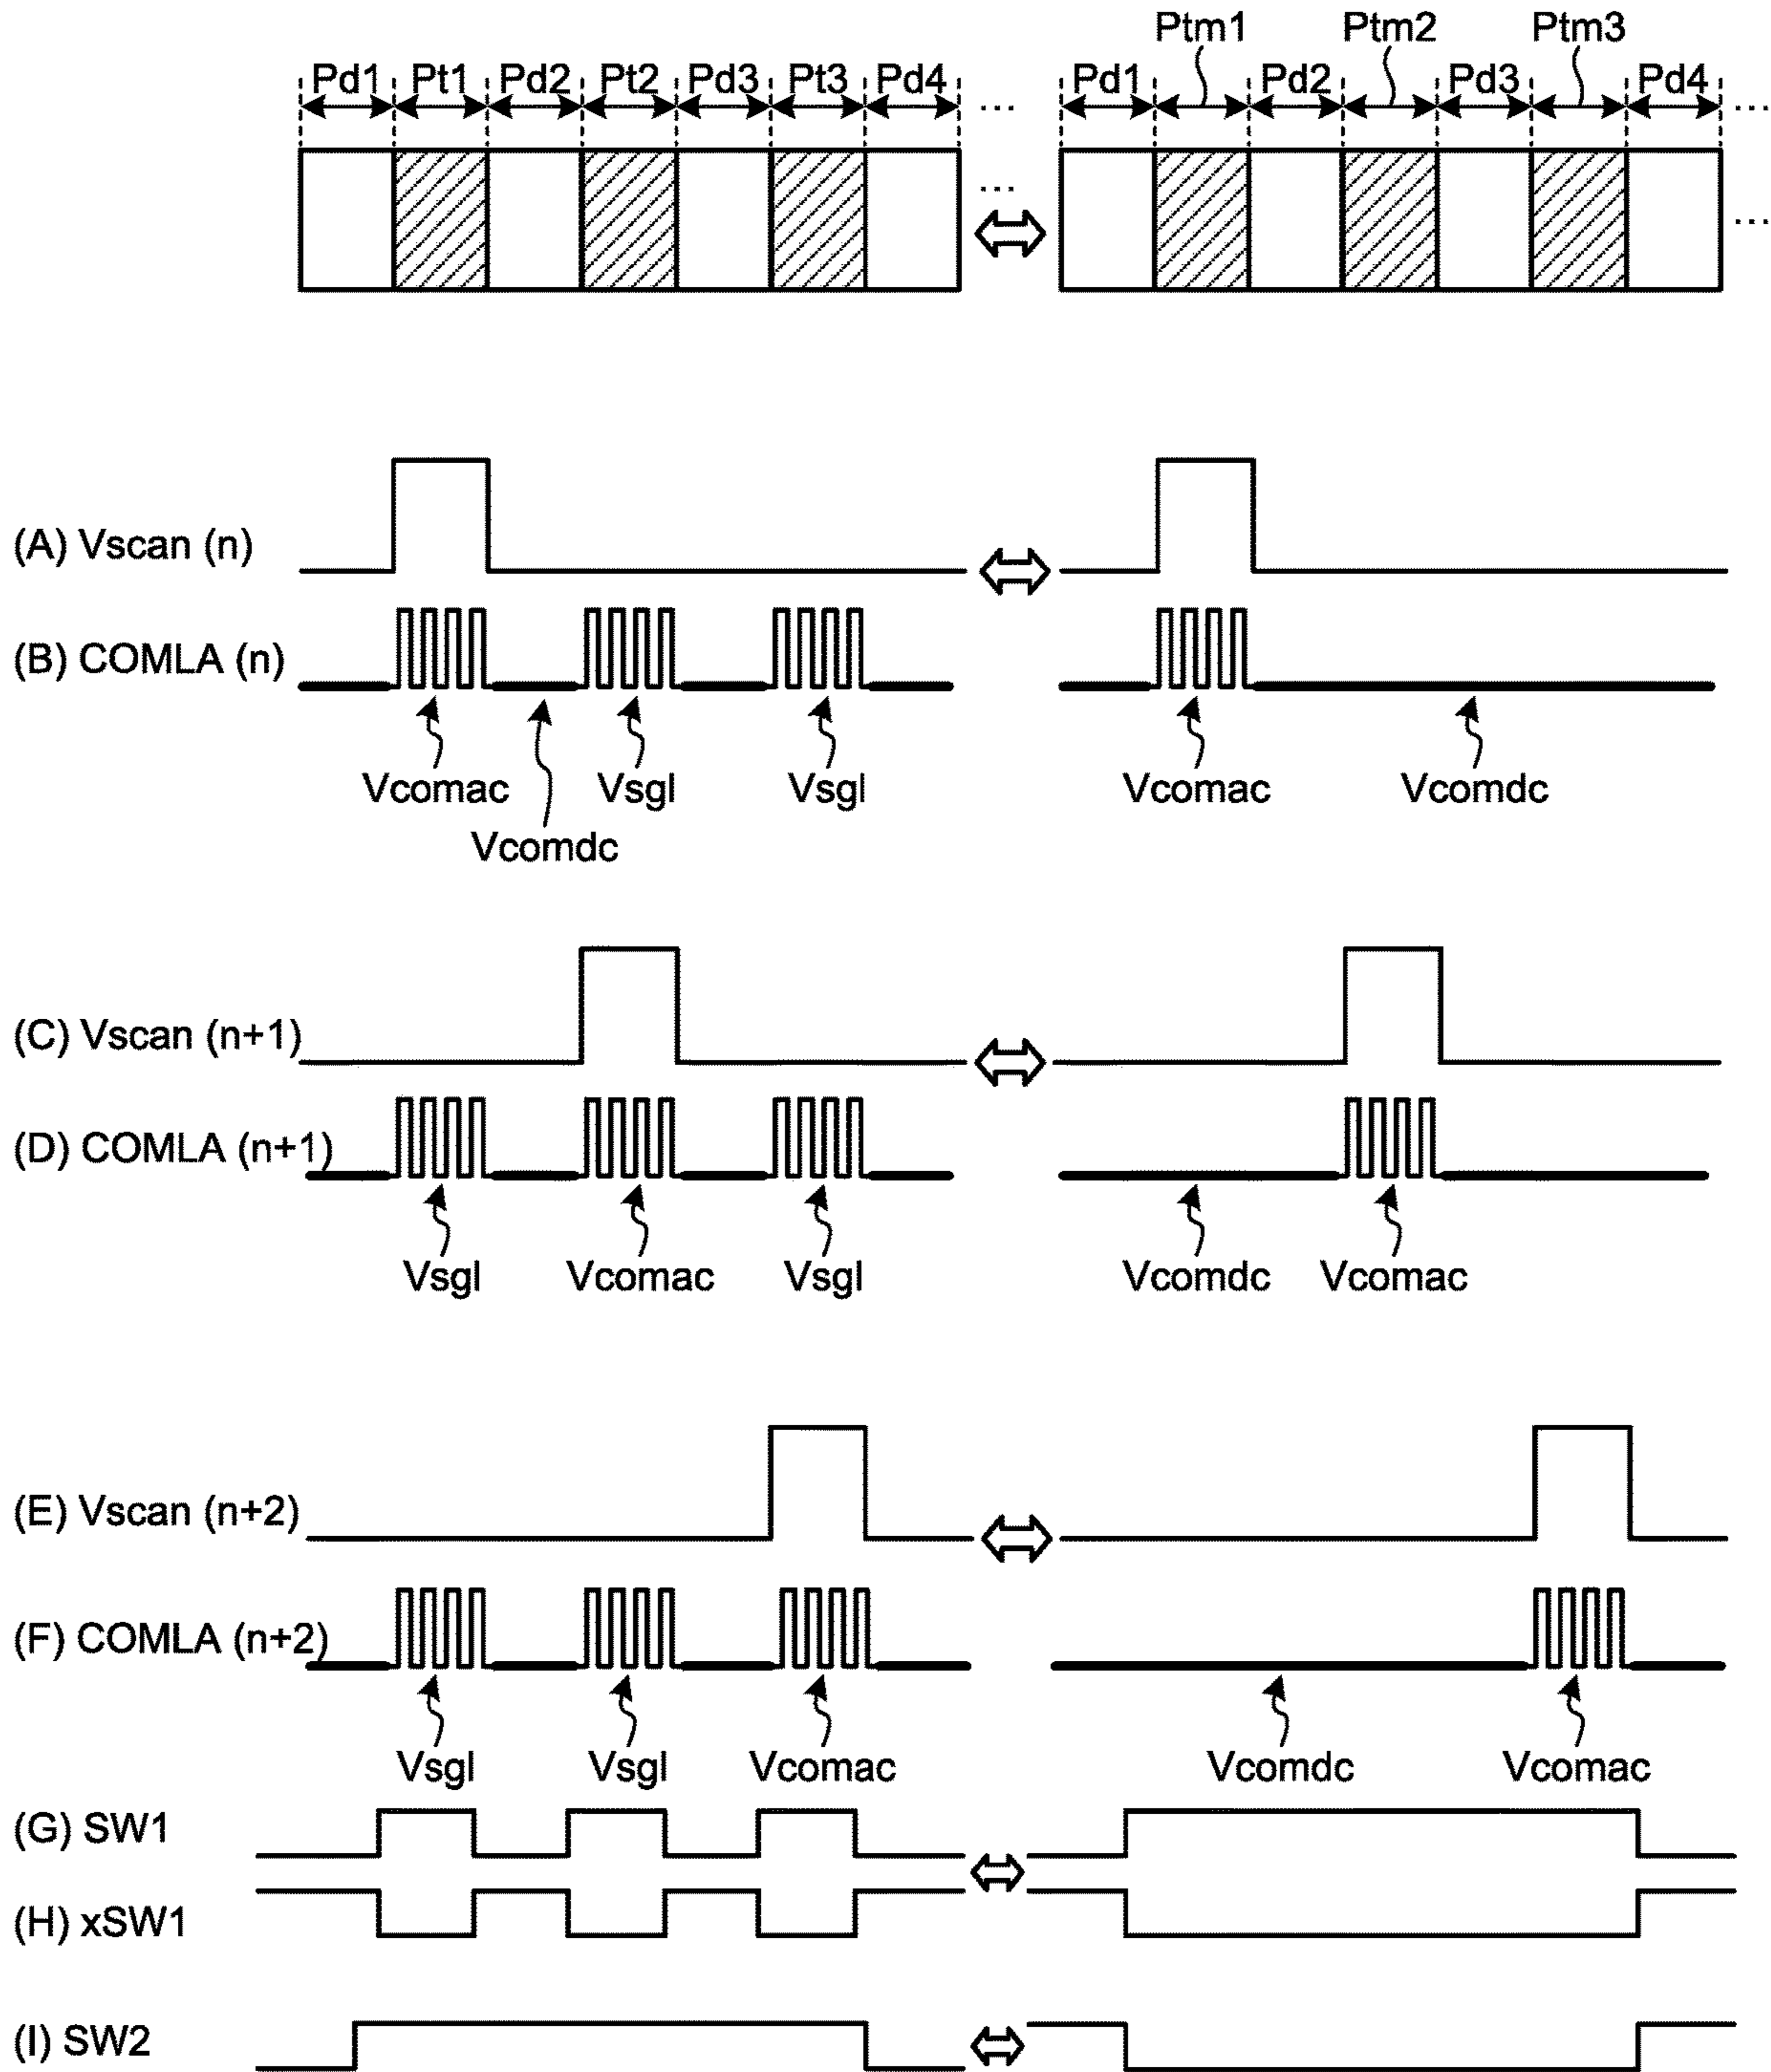 Ptm1 Ptm2 Ptm3
Pd1 Pt1 Pd2 Pt2 Pd3 Pt3 Pd4 ... Pd1 Pd2 Pd3 Pd4 ...
... ...
(A) Vscan (n)
(B) COMLA (n)
Vcomac Vsgl Vsgl Vcomac Vcomdc
Vcomdc
(C) Vscan (n+1)
(D) COMLA (n+1)
Vsgl Vcomac Vsgl Vcomdc Vcomac
(E) Vscan (n+2)
(F) COMLA (n+2)
Vsgl Vsgl Vcomac Vcomdc Vcomac
(G) SW1
(H) xSW1
(I) SW2